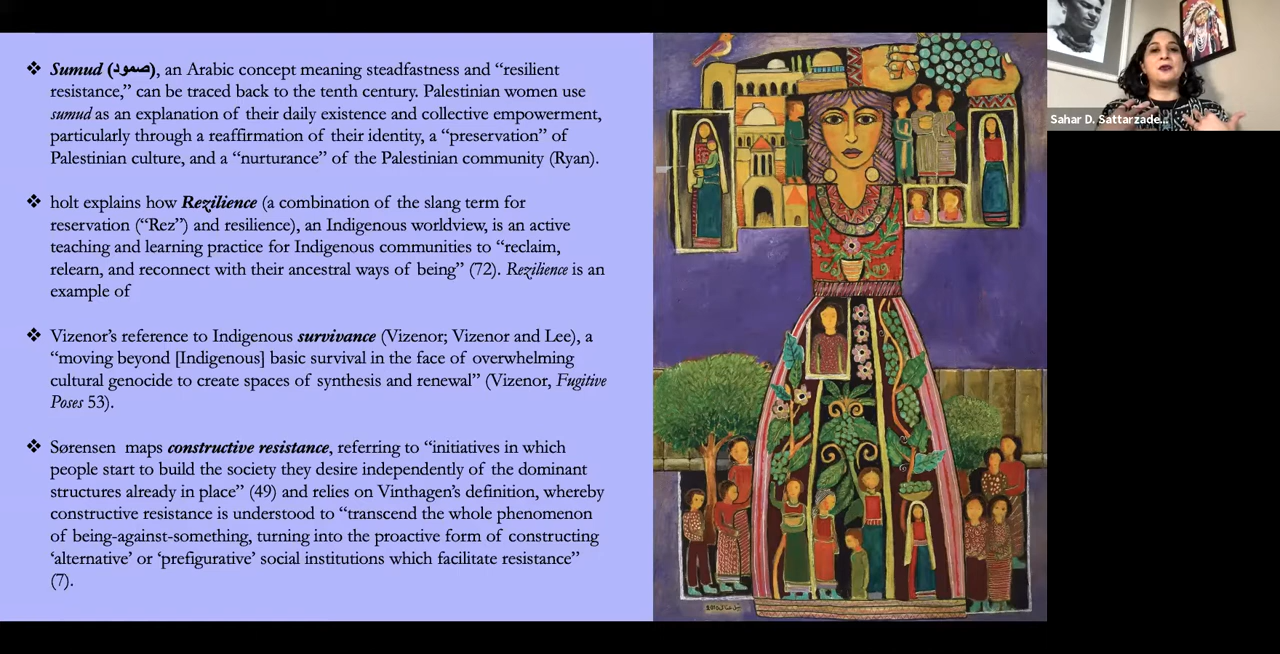 ❖ Sumud (صمود), an Arabic concept meaning steadfastness and “resilient
resistance,” can be traced back to the tenth century. Palestinian women use
sumud as an explanation of their daily existence and collective empowerment,
particularly through a reaffirmation of their identity, a “preservation” of
Palestinian culture, and a “nurturance” of the Palestinian community (Ryan).
❖ holt explains how Rezilience (a combination of the slang term for
reservation (“Rez”) and resilience), an Indigenous worldview, is an active
teaching and learning practice for Indigenous communities to “reclaim,
relearn, and reconnect with their ancestral ways of being” (72). Rezilience is an
example of
❖ Vizenor’s reference to Indigenous survivance (Vizenor; Vizenor and Lee), a
“moving beyond [Indigenous] basic survival in the face of overwhelming
cultural genocide to create spaces of synthesis and renewal” (Vizenor, Fugitive
Poses 53).
❖ Sørensen maps constructive resistance, referring to “initiatives in which
people start to build the society they desire independently of the dominant
structures already in place” (49) and relies on Vinthagen’s definition, whereby
constructive resistance is understood to “transcend the whole phenomenon
of being-against-something, turning into the proactive form of constructing
‘alternative’ or ‘prefigurative’ social institutions which facilitate resistance”
(7).
Sahar D. Sattarzade...